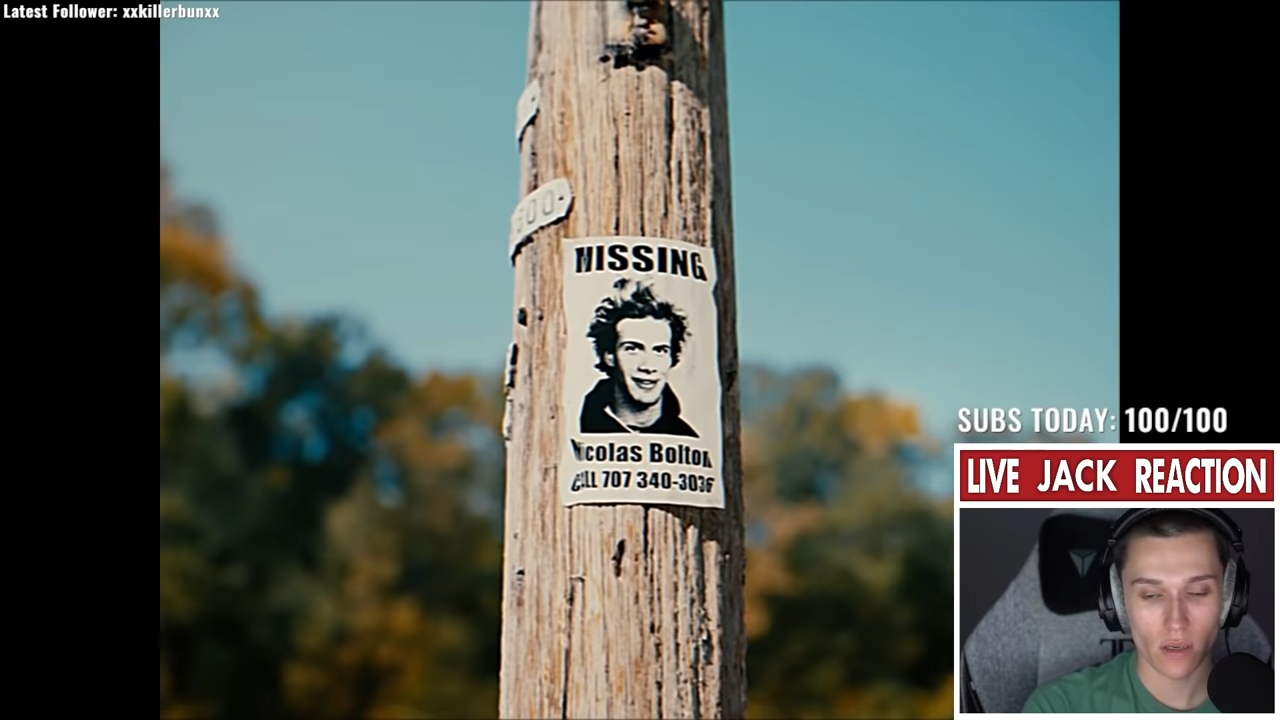 Latest Follower: xxkillerbunxx
MISSING
Nicolas Bolton
CALL 707 340-3036
SUBS TODAY: 100/100
LIVE JACK REACTION